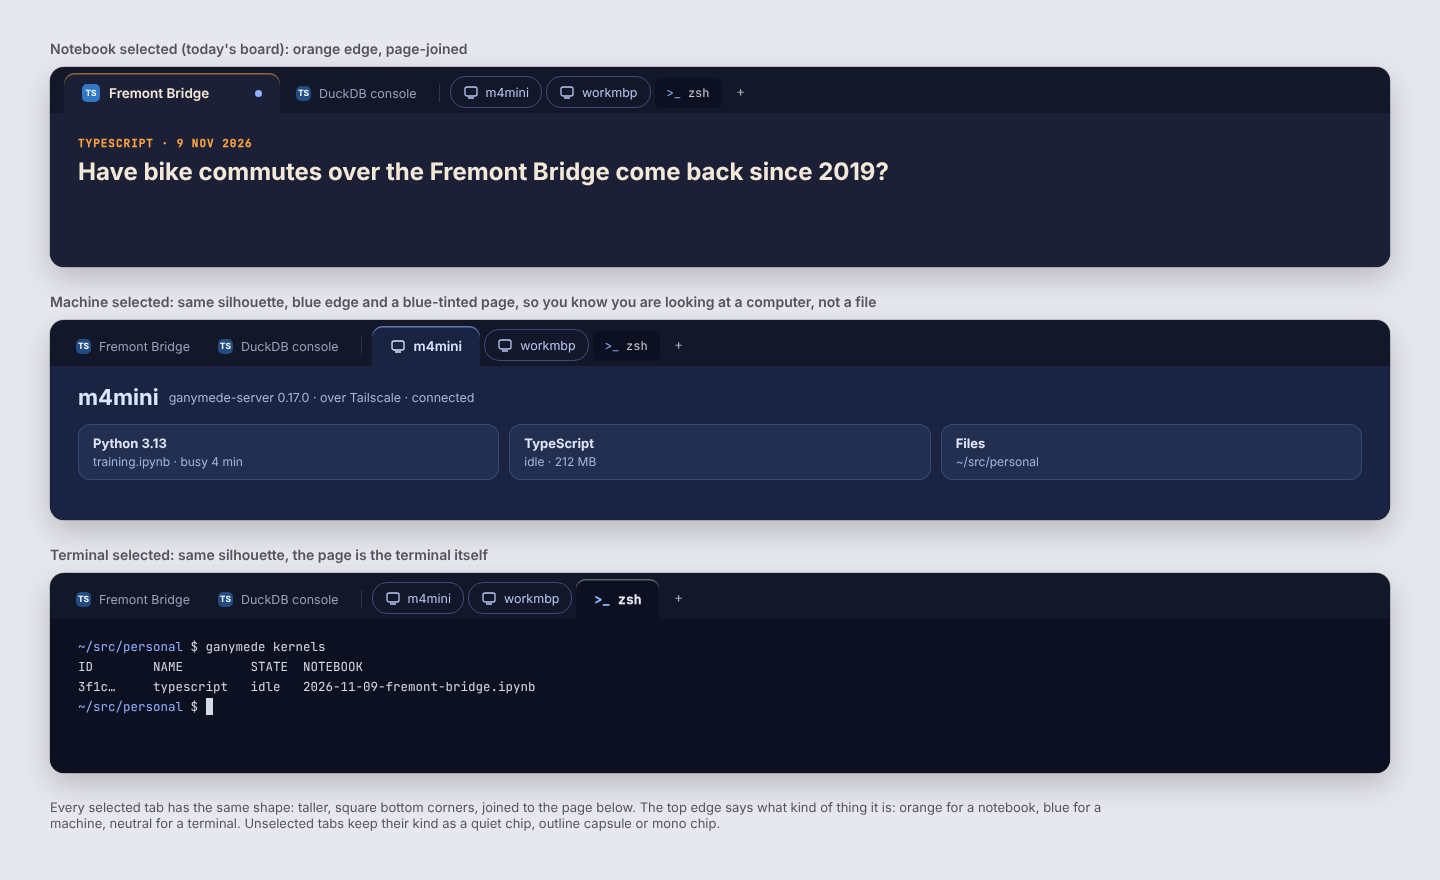 Notebook selected (today's board): orange edge, page-joined
TS Fremont Bridge TS DuckDB console m4mini workmbp >_ zsh +
TYPESCRIPT · 9 NOV 2026
Have bike commutes over the Fremont Bridge come back since 2019?
Machine selected: same silhouette, blue edge and a blue-tinted page, so you know you are looking at a computer, not a file
TS Fremont Bridge TS DuckDB console m4mini workmbp >_ zsh +
m4mini ganymede-server 0.17.0 · over Tailscale · connected
Python 3.13 TypeScript Files
training.ipynb · busy 4 min idle · 212 MB ~/src/personal
Terminal selected: same silhouette, the page is the terminal itself
TS Fremont Bridge TS DuckDB console m4mini workmbp >_ zsh +
~/src/personal $ ganymede kernels
ID NAME STATE NOTEBOOK
3f1c… typescript idle 2026-11-09-fremont-bridge.ipynb
~/src/personal $
Every selected tab has the same shape: taller, square bottom corners, joined to the page below. The top edge says what kind of thing it is: orange for a notebook, blue for a
machine, neutral for a terminal. Unselected tabs keep their kind as a quiet chip, outline capsule or mono chip.